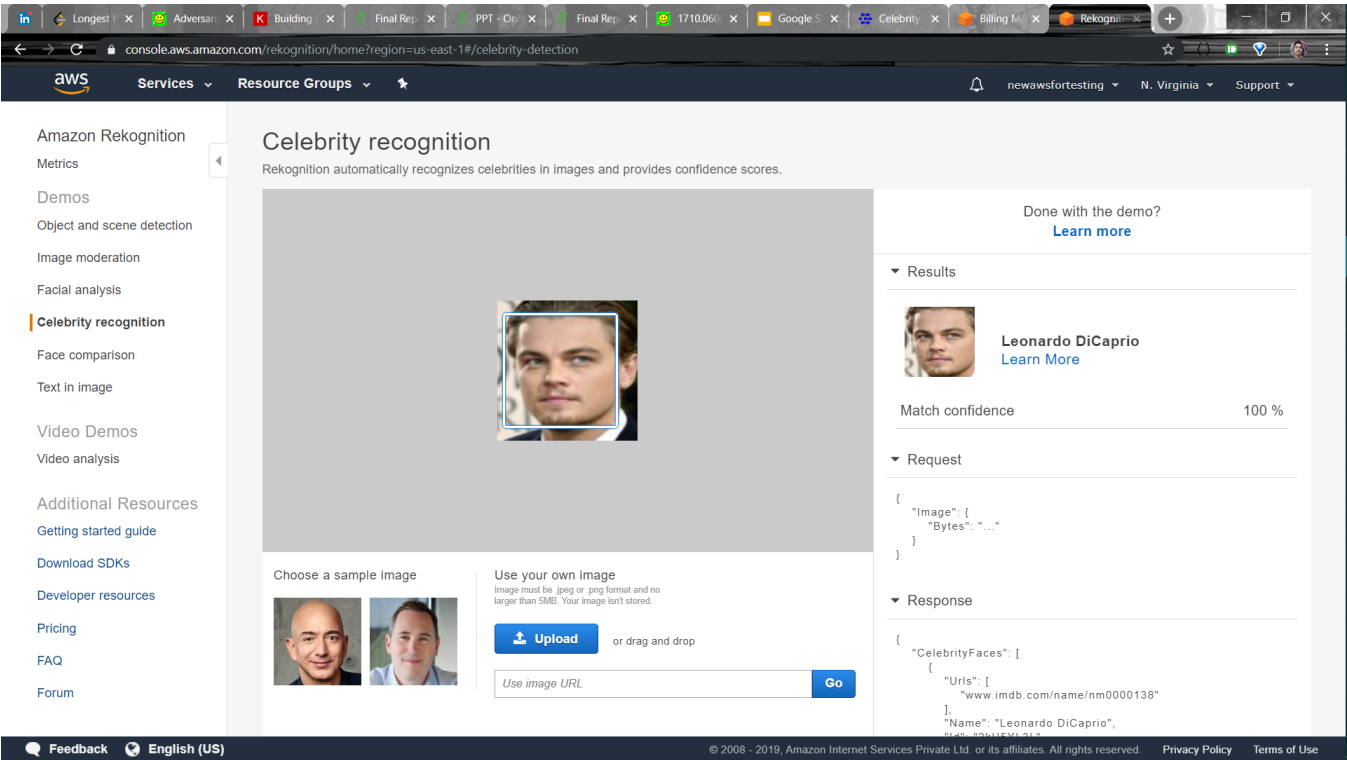 Longest F
Adversari
Building A
Final Rep
PPT - On
Final Rep
1710.060
Google S
Celebrity
Billing M
Rekognit
console.aws.amazon.com/rekognition/home?region=us-east-1#/celebrity-detection
aws
Services
Resource Groups
newawsfortesting
N. Virginia
Support
Amazon Rekognition
Metrics
Demos
Object and scene detection
Image moderation
Facial analysis
Celebrity recognition
Face comparison
Text in image
Video Demos
Video analysis
Additional Resources
Getting started guide
Download SDKs
Developer resources
Pricing
FAQ
Forum
Celebrity recognition
Rekognition automatically recognizes celebrities in images and provides confidence scores.
Choose a sample image
Use your own image
Image must be .jpeg or .png format and no
larger than 5MB. Your image isn't stored.
Upload
or drag and drop
Use image URL
Go
Done with the demo?
Learn more
Results
Leonardo DiCaprio
Learn More
Match confidence
100 %
Request
{
"Image": {
"Bytes": "..."
}
}
Response
{
"CelebrityFaces": [
{
"Urls": [
"www.imdb.com/name/nm0000138"
],
"Name": "Leonardo DiCaprio",
Feedback
English (US)
© 2008 - 2019, Amazon Internet Services Private Ltd. or its affiliates. All rights reserved.
Privacy Policy
Terms of Use